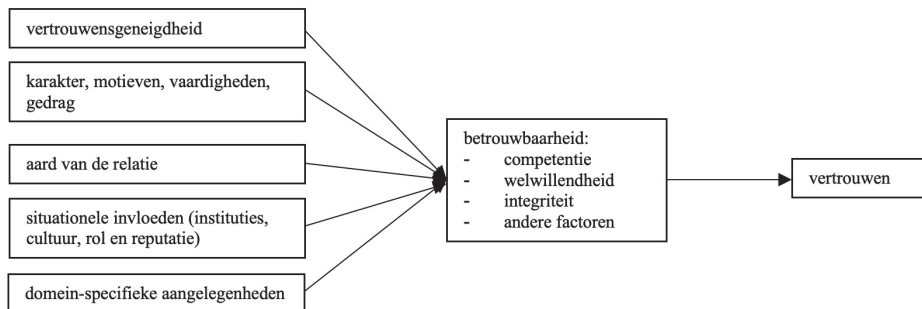 vertrouwensgeneigdheid
karakter, motieven, vaardigheden,
gedrag
aard van de relatie
situationele invloeden (instituties,
cultuur, rol en reputatie)
domein-specifieke aangelegenheden
betrouwbaarheid:
- competentie
- welwillendheid
- integriteit
- andere factoren
vertrouwen